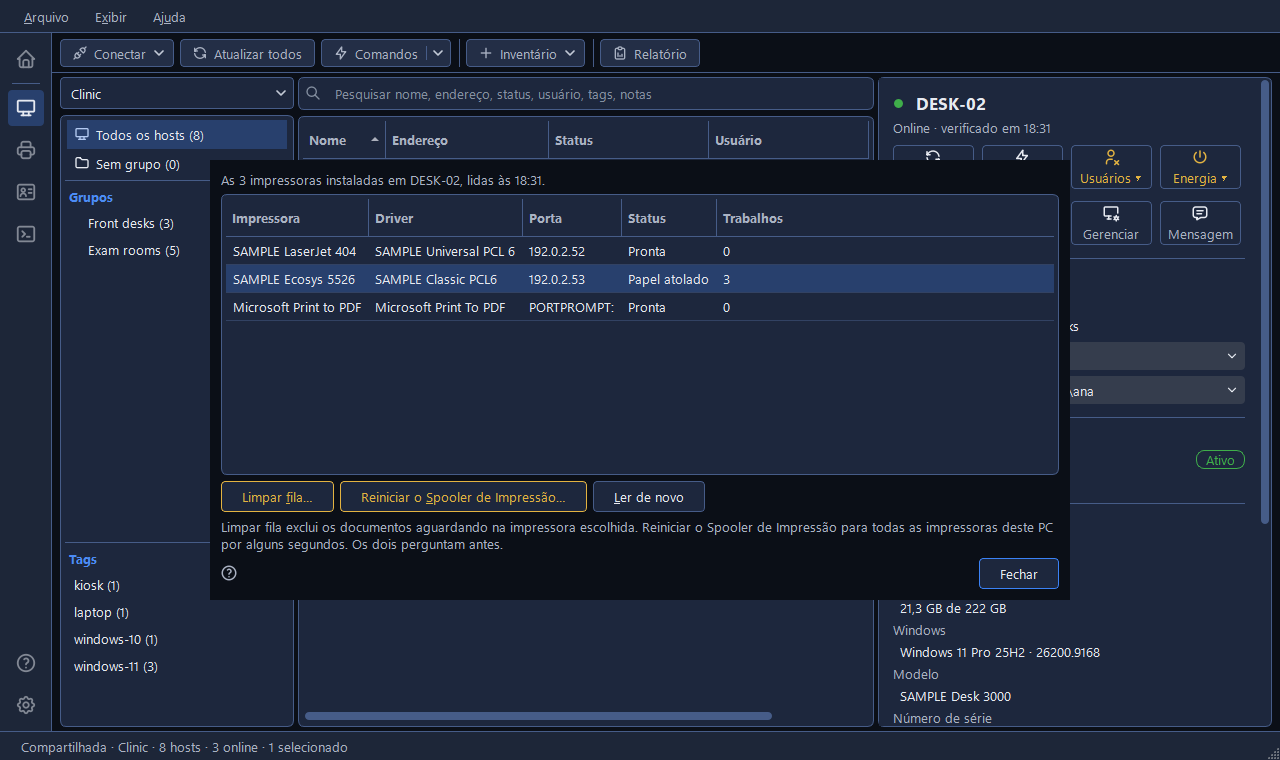 Arquivo Exibir Ajuda
Conectar Atualizar todos Comandos Inventário Relatório
Clinic
Pesquisar nome, endereço, status, usuário, tags, notas
Todos os hosts (8)
Sem grupo (0)
Grupos
Front desks (3)
Exam rooms (5)
Tags
kiosk (1)
laptop (1)
windows-10 (1)
windows-11 (3)
Nome Endereço Status Usuário
As 3 impressoras instaladas em DESK-02, lidas às 18:31.
Impressora Driver Porta Status Trabalhos
SAMPLE LaserJet 404 SAMPLE Universal PCL 6 192.0.2.52 Pronta 0
SAMPLE Ecosys 5526 SAMPLE Classic PCL6 192.0.2.53 Papel atolado 3
Microsoft Print to PDF Microsoft Print To PDF PORTPROMPT: Pronta 0
Limpar fila... Reiniciar o Spooler de Impressão... Ler de novo
Limpar fila exclui os documentos aguardando na impressora escolhida. Reiniciar o Spooler de Impressão para todas as impressoras deste PC
por alguns segundos. Os dois perguntam antes.
Fechar
DESK-02
Online · verificado em 18:31
Usuários Energia
Gerenciar Mensagem
ks
\ana
Ativo
21,3 GB de 222 GB
Windows
Windows 11 Pro 25H2 · 26200.9168
Modelo
SAMPLE Desk 3000
Número de série
Compartilhada · Clinic · 8 hosts · 3 online · 1 selecionado